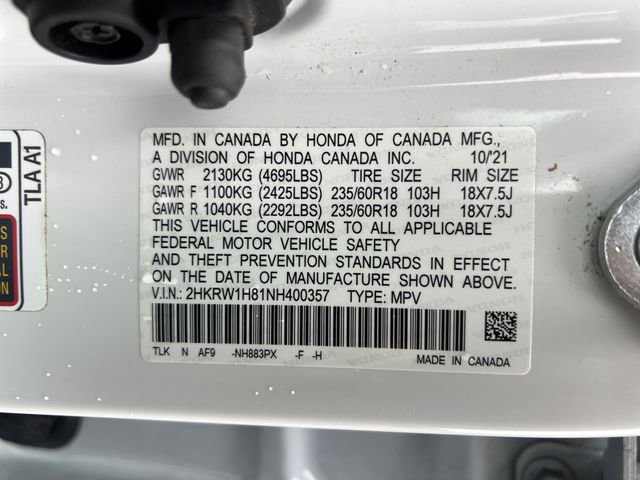 MFD. IN CANADA BY HONDA OF CANADA MFG.,
A DIVISION OF HONDA CANADA INC. 10/'21
GVWR 2130KG (4695LBS) TIRE SIZE RIM SIZE
GAWR F 1100KG (2425LBS) 235/60R18 103H 18X7.5J
GAWR R 1040KG (2292LBS) 235/60R18 103H 18X7.5J
THIS VEHICLE CONFORMS TO ALL APPLICABLE
FEDERAL MOTOR VEHICLE SAFETY
AND THEFT PREVENTION STANDARDS IN EFFECT
ON THE DATE OF MANUFACTURE SHOWN ABOVE.
V.I.N.: 2HKRW1H81NH400357 TYPE: MPV
TLK N AF9 -NH883PX -F -H MADE IN CANADA
TLA A1
s.
S
R
AL
ION